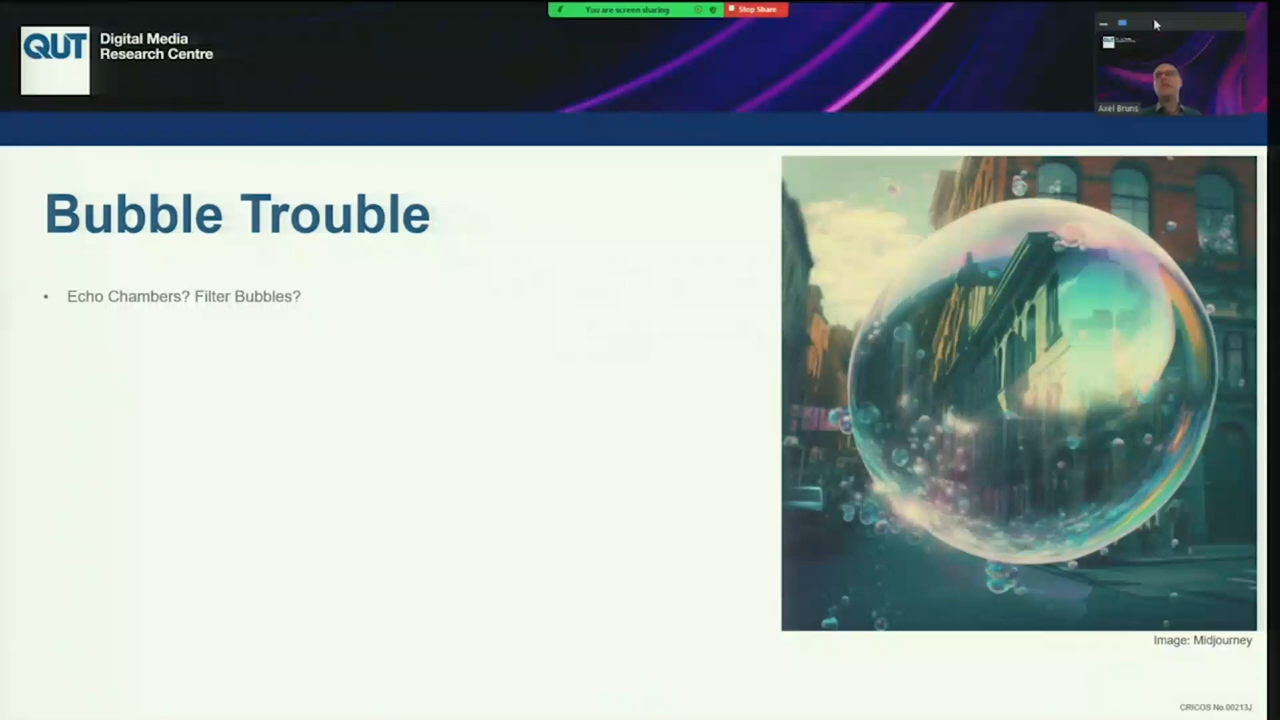 You are screen sharing
Stop Share
QUT
Digital Media
Research Centre
Axel Bruns
Bubble Trouble
• Echo Chambers? Filter Bubbles?
Image: Midjourney
CRICOS No.00213J